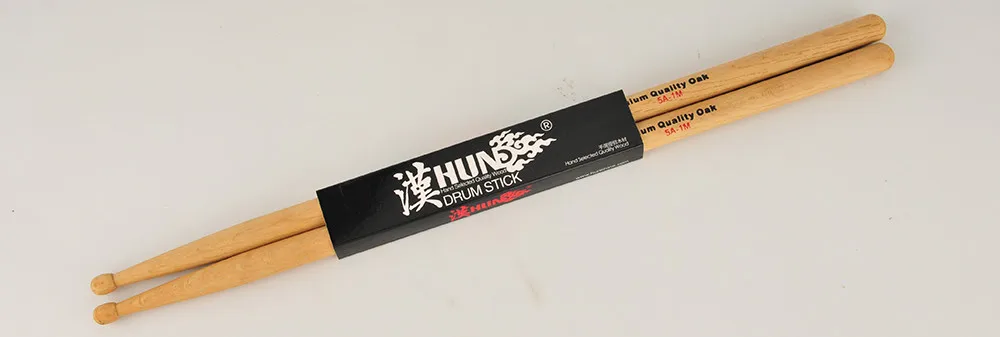 漢HUN
®
Hand Selected Quality Wood
DRUM STICK
漢HUN
Hand Selected Quality Wood
ium Quality Oak
5A-1M
um Quality Oak
5A-1M